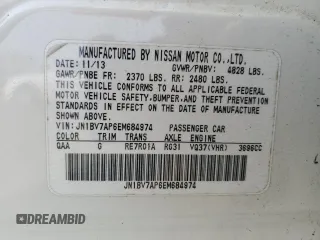 MANUFACTURED BY NISSAN MOTOR CO.,LTD.
DATE: 11/13 GVWR/PNBV: 4828 LBS.
GAWR/PNBE FR: 2370 LBS. RR: 2480 LBS.
THIS VEHICLE CONFORMS TO ALL APPLICABLE FEDERAL
MOTOR VEHICLE SAFETY,BUMPER,AND THEFT PREVENTION
STANDARDS IN EFFECT ON THE DATE OF MANUFACTURE
SHOWN ABOVE.
VIN:JN1BV7AP6EM684974 PASSENGER CAR
COLOR TRIM TRANS AXLE ENGINE
QAA G RE7R01A RG31 VQ37(VHR) 3696CC
JN1BV7AP6EM684974
DREAMBID
dreambid.com